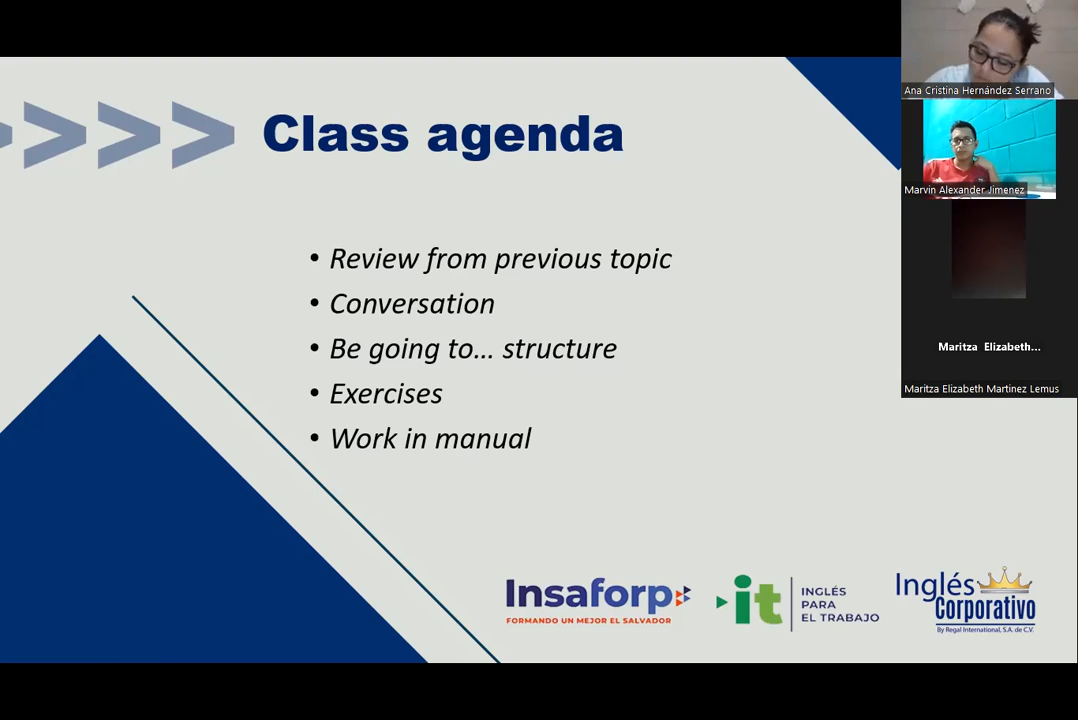 Class agenda
• Review from previous topic
• Conversation
• Be going to... structure
• Exercises
• Work in manual
Insaforp
FORMANDO UN MEJOR EL SALVADOR
it
INGLÉS
PARA
EL TRABAJO
Inglés
Corporativo
By Regal International, S.A. de C.V.
Ana Cristina Hernández Serrano
Marvin Alexander Jimenez
Maritza Elizabeth...
Maritza Elizabeth Martinez Lemus